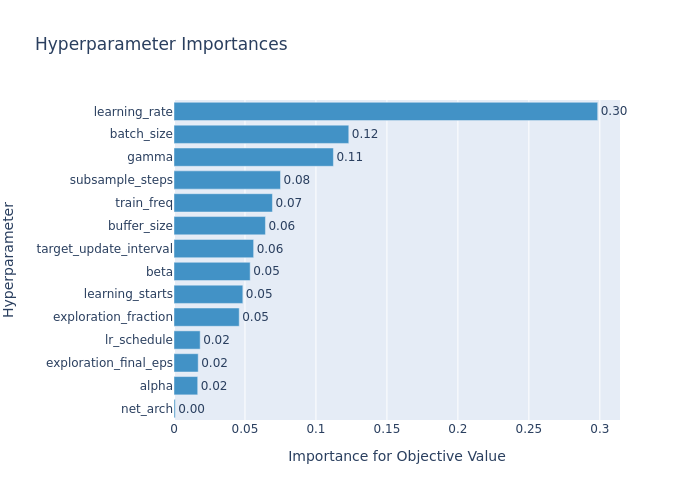 Hyperparameter Importances
Hyperparameter
learning_rate 0.30
batch_size 0.12
gamma 0.11
subsample_steps 0.08
train_freq 0.07
buffer_size 0.06
target_update_interval 0.06
beta 0.05
learning_starts 0.05
exploration_fraction 0.05
lr_schedule 0.02
exploration_final_eps 0.02
alpha 0.02
net_arch 0.00
0 0.05 0.1 0.15 0.2 0.25 0.3
Importance for Objective Value